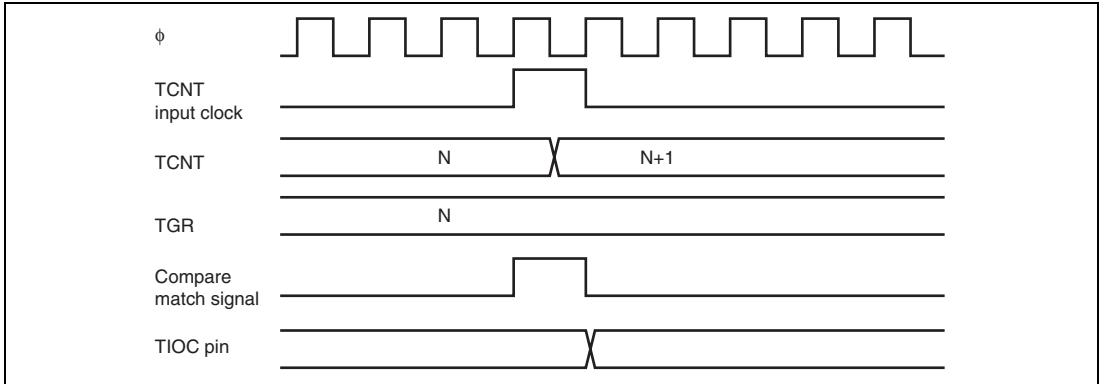 φ
TCNT
input clock
TCNT
N
N+1
TGR
N
Compare
match signal
TIOC pin